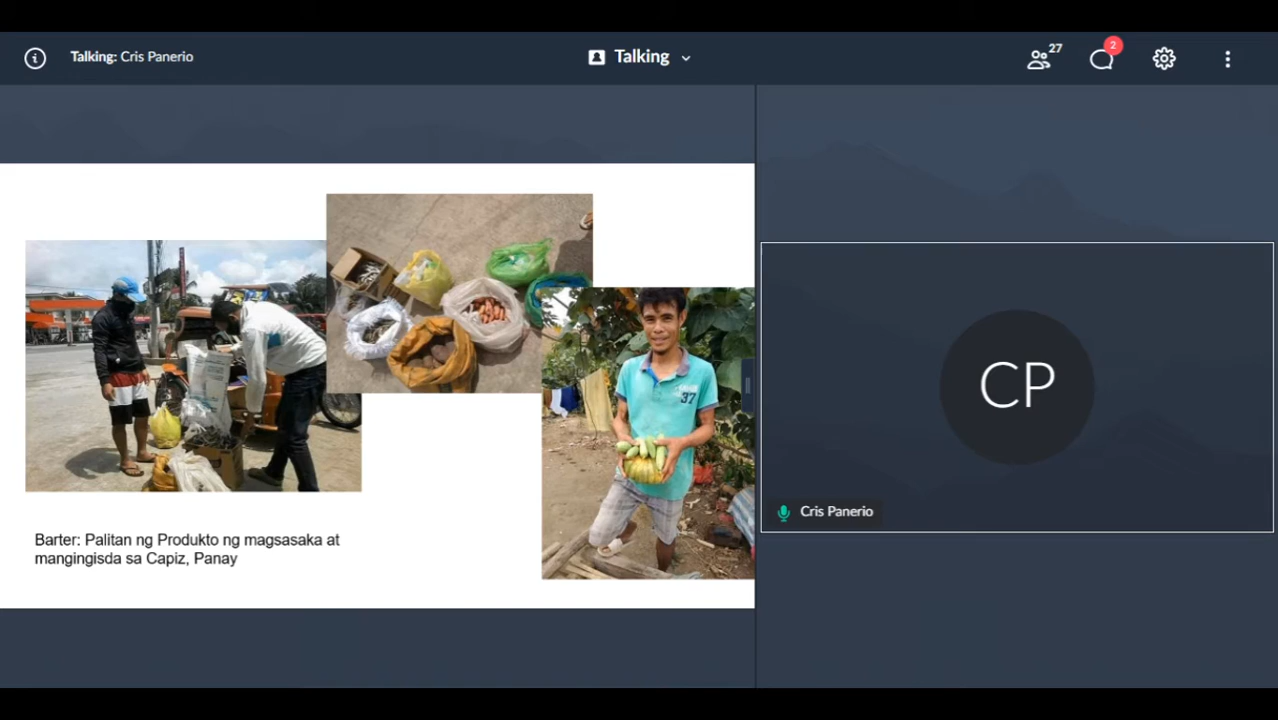 Talking: Cris Panerio
Talking
27
2
37
Barter: Palitan ng Produkto ng magsasaka at
mangingisda sa Capiz, Panay
CP
Cris Panerio